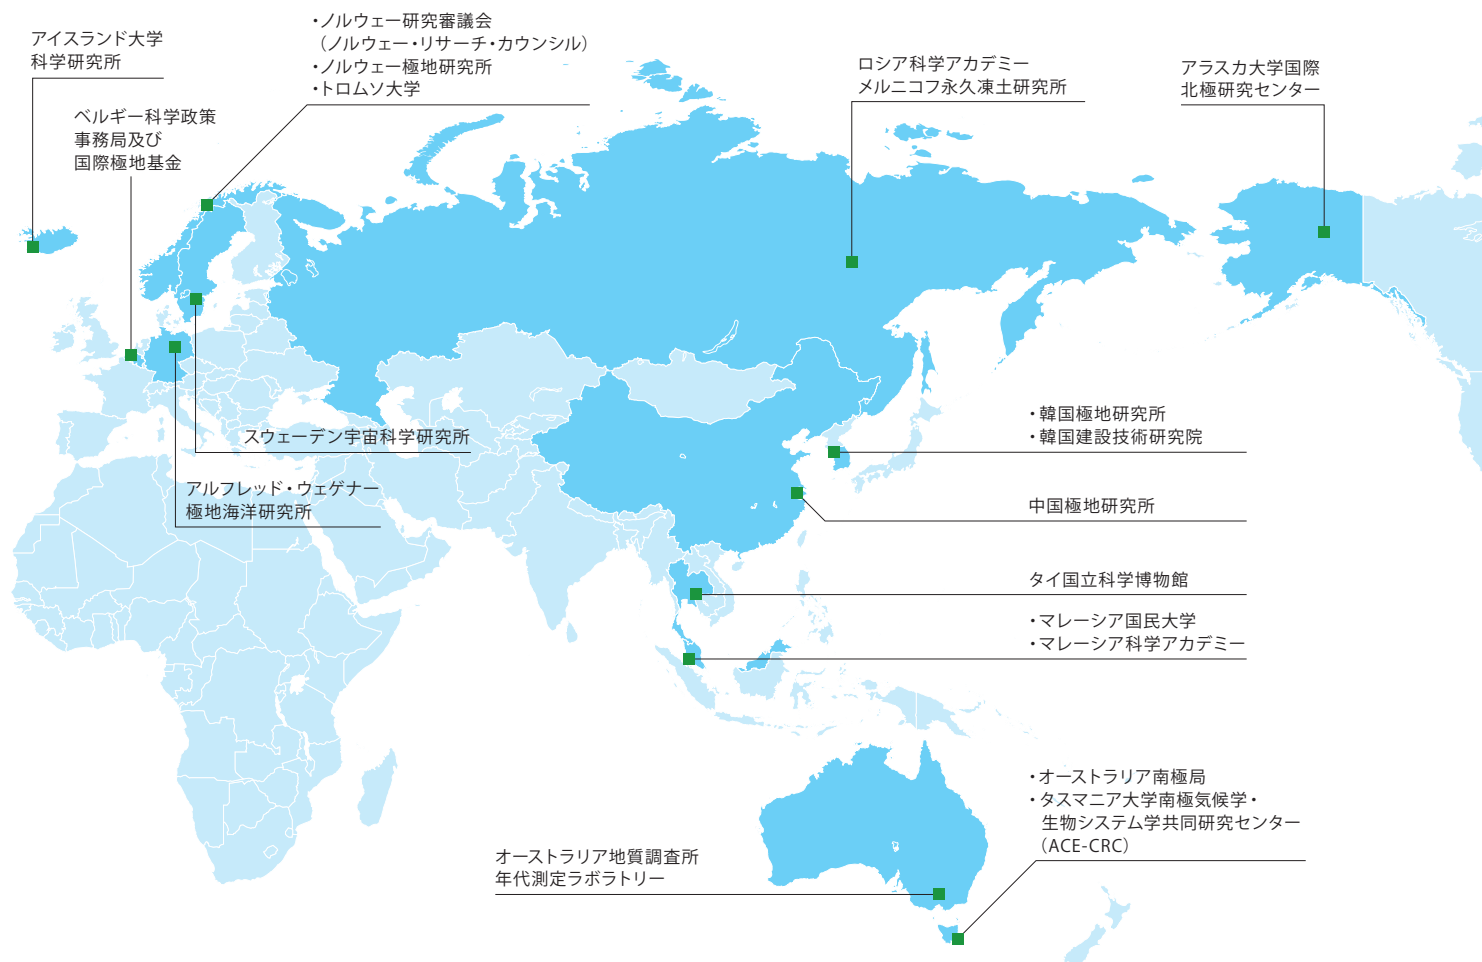 アイスランド大学
科学研究所
・ノルウェー研究審議会
（ノルウェー・リサーチ・カウンシル）
・ノルウェー極地研究所
・トロムソ大学
ベルギー科学政策
事務局及び
国際極地基金
ロシア科学アカデミー
メルニコフ永久凍土研究所
アラスカ大学国際
北極研究センター
スウェーデン宇宙科学研究所
アルフレッド・ウェゲナー
極地海洋研究所
・韓国極地研究所
・韓国建設技術研究院
中国極地研究所
タイ国立科学博物館
・マレーシア国民大学
・マレーシア科学アカデミー
・オーストラリア南極局
・タスマニア大学南極気候学・
生物システム学共同研究センター
（ACE-CRC）
オーストラリア地質調査所
年代測定ラボラトリー